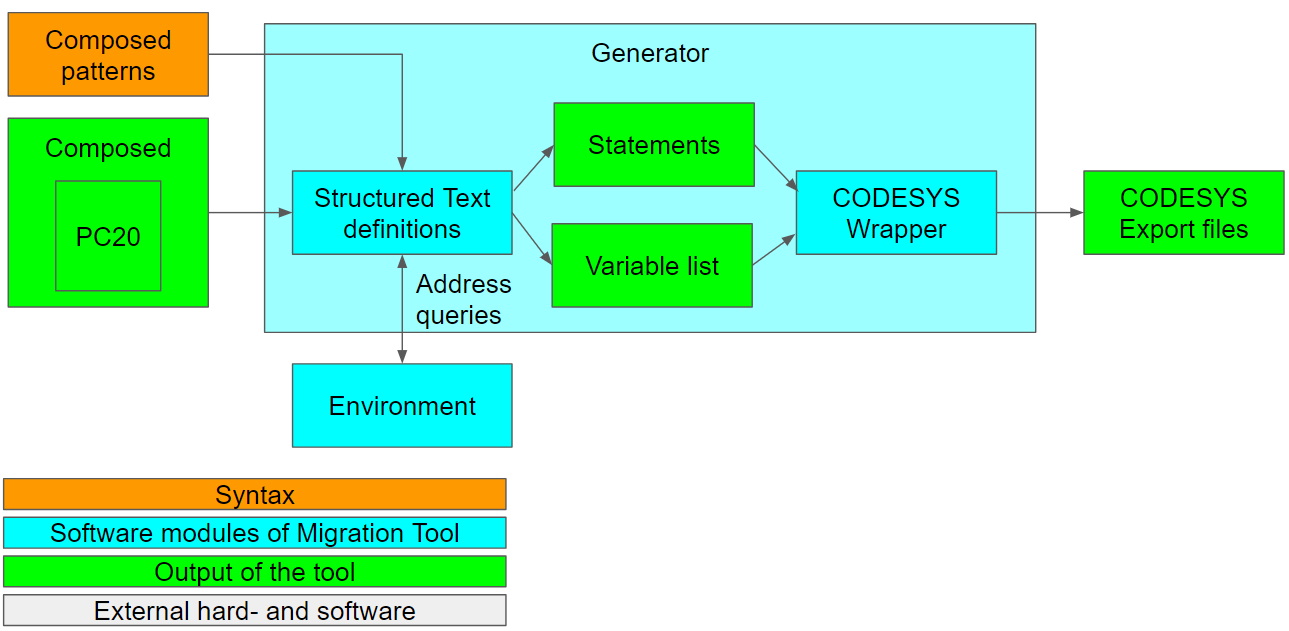 Composed
patterns
Generator
Composed
PC20
Structured Text
definitions
Statements
Variable list
CODESYS
Wrapper
CODESYS
Export files
Address
queries
Environment
Syntax
Software modules of Migration Tool
Output of the tool
External hard- and software